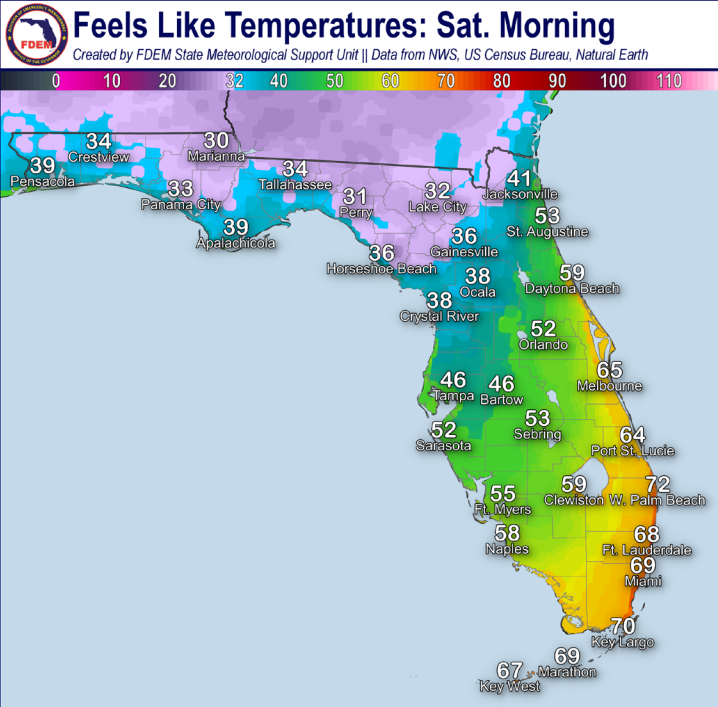 Feels Like Temperatures: Sat. Morning
Created by FDEM State Meteorological Support Unit || Data from NWS, US Census Bureau, Natural Earth
FDEM
0 10 20 32 40 50 60 70 80 90 100 110
34
Crestview
30
Marianna
39
Pensacola
34
Tallahassee
33
Panama City
31
Perry
32
Lake City
41
Jacksonville
39
Apalachicola
53
St. Augustine
36
Gainesville
36
Horseshoe Beach
38
Ocala
59
Daytona Beach
38
Crystal River
52
Orlando
65
Melbourne
46
Tampa
46
Bartow
52
Sarasota
53
Sebring
64
Port St. Lucie
55
Ft. Myers
59
Clewiston
72
W. Palm Beach
58
Naples
68
Ft. Lauderdale
69
Miami
70
Key Largo
69
Marathon
67
Key West